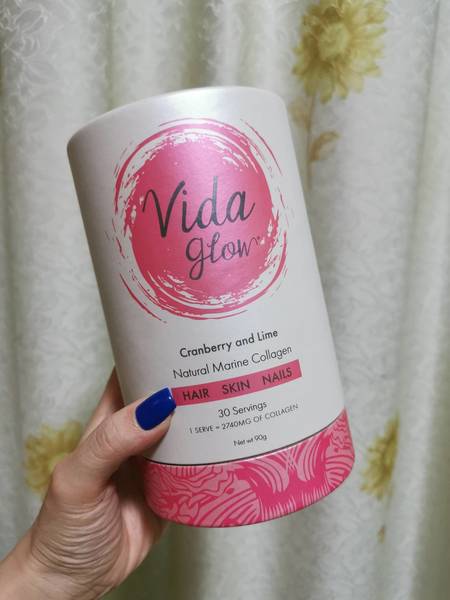 Vida
glow
Cranberry and Lime
Natural Marine Collagen
HAIR SKIN NAILS
30 Servings
1 SERVE = 2740MG OF COLLAGEN
Net wt 90g